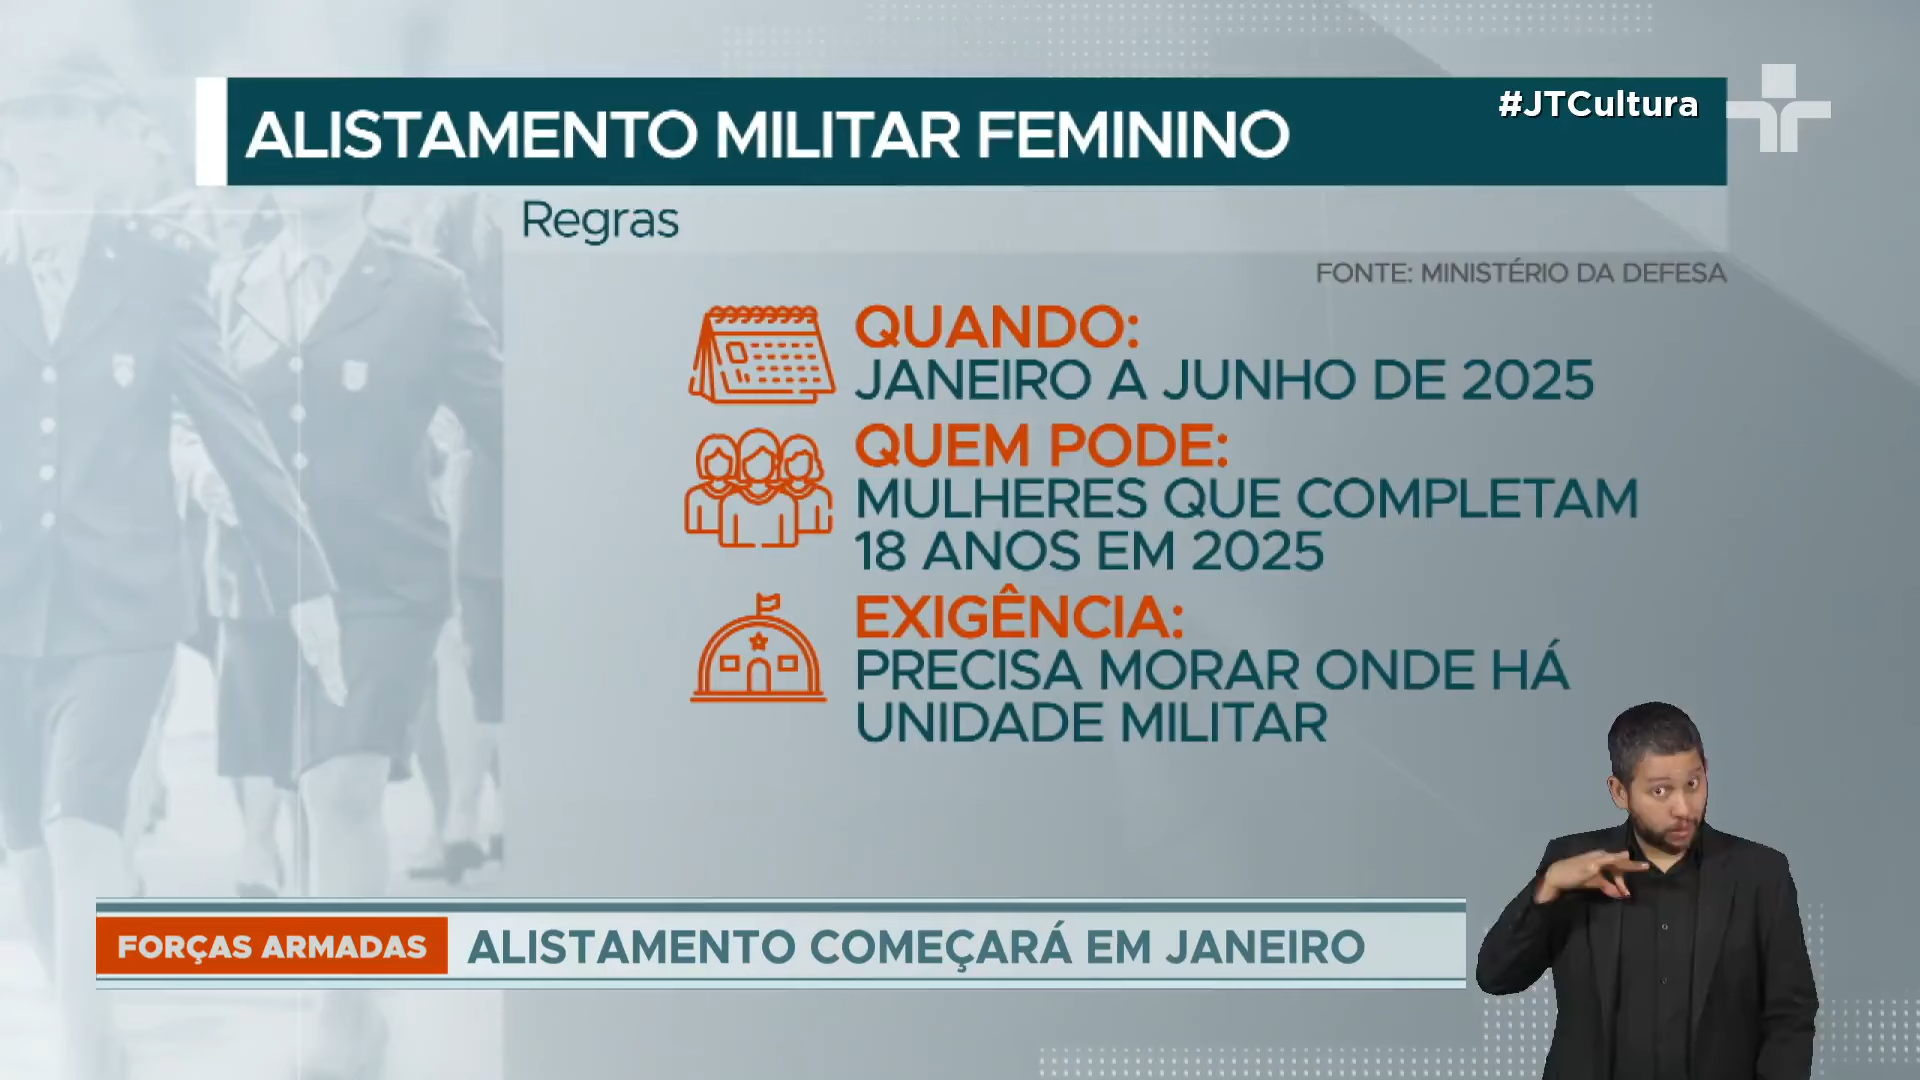 ALISTAMENTO MILITAR FEMININO
#JTCultura
Regras
FONTE: MINISTÉRIO DA DEFESA
QUANDO:
JANEIRO A JUNHO DE 2025
QUEM PODE:
MULHERES QUE COMPLETAM
18 ANOS EM 2025
EXIGÊNCIA:
PRECISA MORAR ONDE HÁ
UNIDADE MILITAR
FORÇAS ARMADAS
ALISTAMENTO COMEÇARÁ EM JANEIRO